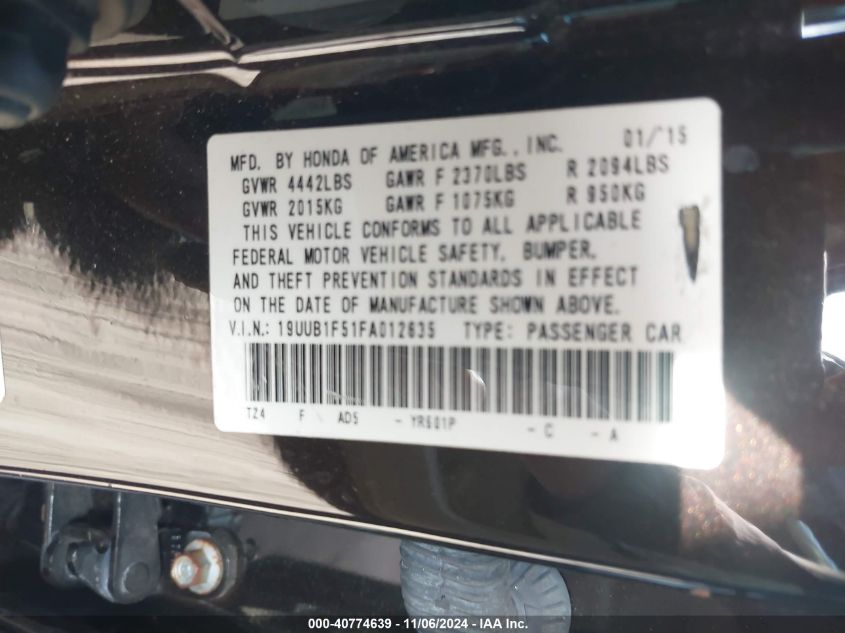 MFD. BY HONDA OF AMERICA MFG., INC. 01/'15
GVWR 4442LBS GAWR F 2370LBS R 2094LBS
GVWR 2015KG GAWR F 1075KG R 950KG
THIS VEHICLE CONFORMS TO ALL APPLICABLE
FEDERAL MOTOR VEHICLE SAFETY, BUMPER,
AND THEFT PREVENTION STANDARDS IN EFFECT
ON THE DATE OF MANUFACTURE SHOWN ABOVE.
V.I.N.: 19UUB1F51FA012635 TYPE: PASSENGER CAR
TZ4 F AD5 - YR601P - C - A
000-40774639 - 11/06/2024 - IAA Inc.